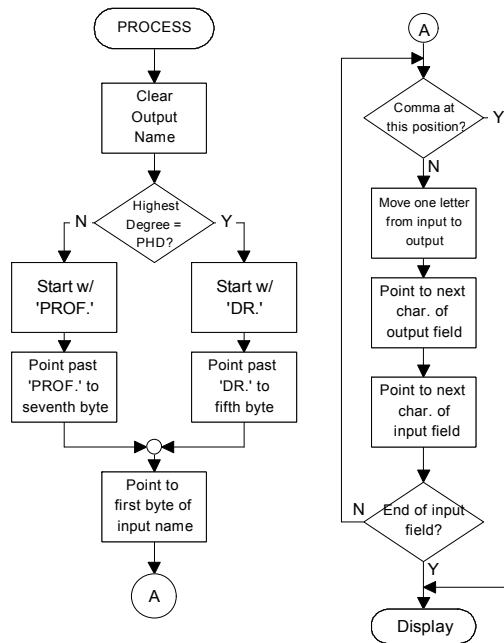 PROCESS
Clear
Output
Name
Highest
Degree =
PHD?
N
Y
Start w/
'PROF.'
Start w/
'DR.'
Point past
'PROF.' to
seventh byte
Point past
'DR.' to
fifth byte
Point to
first byte of
input name
A
A
Comma at
this position?
Y
N
Move one letter
from input to
output
Point to next
char. of
output field
Point to next
char. of
input field
End of input
field?
N
Y
Display